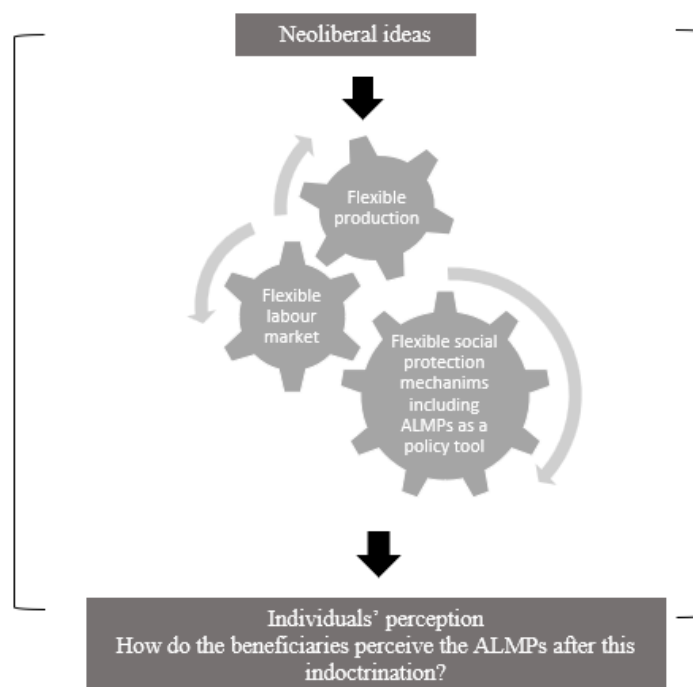 Neoliberal ideas
Flexible
production
Flexible
labour
market
Flexible social
protection
mechanims
including
ALMPs as a
policy tool
Individuals’ perception
How do the beneficiaries perceive the ALMPs after this
indoctrination?